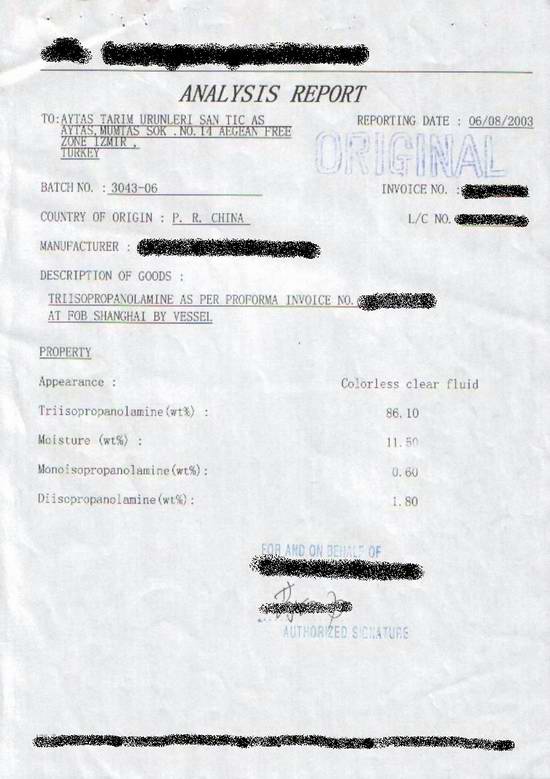 ANALYSIS REPORT
TO:AYTAS TARIM URUNLERI SAN TIC AS
AYTAS,MUMTAS SOK .NO.14 AEGEAN FREE
ZONE IZMIR ,
TURKEY
REPORTING DATE : 06/08/2003
ORIGINAL
BATCH NO. : 3043-06
INVOICE NO. :
COUNTRY OF ORIGIN : P. R. CHINA
L/C NO.
MANUFACTURER :
DESCRIPTION OF GOODS :
TRIISOPROPANOLAMINE AS PER PROFORMA INVOICE NO.
AT FOB SHANGHAI BY VESSEL
PROPERTY
Appearance : Colorless clear fluid
Triisopropanolamine(wt%) : 86.10
Moisture (wt%) : 11.50
Monoisopropanolamine(wt%): 0.60
Diisopropanolamine(wt%): 1.80
FOR AND ON BEHALF OF
AUTHORIZED SIGNATURE